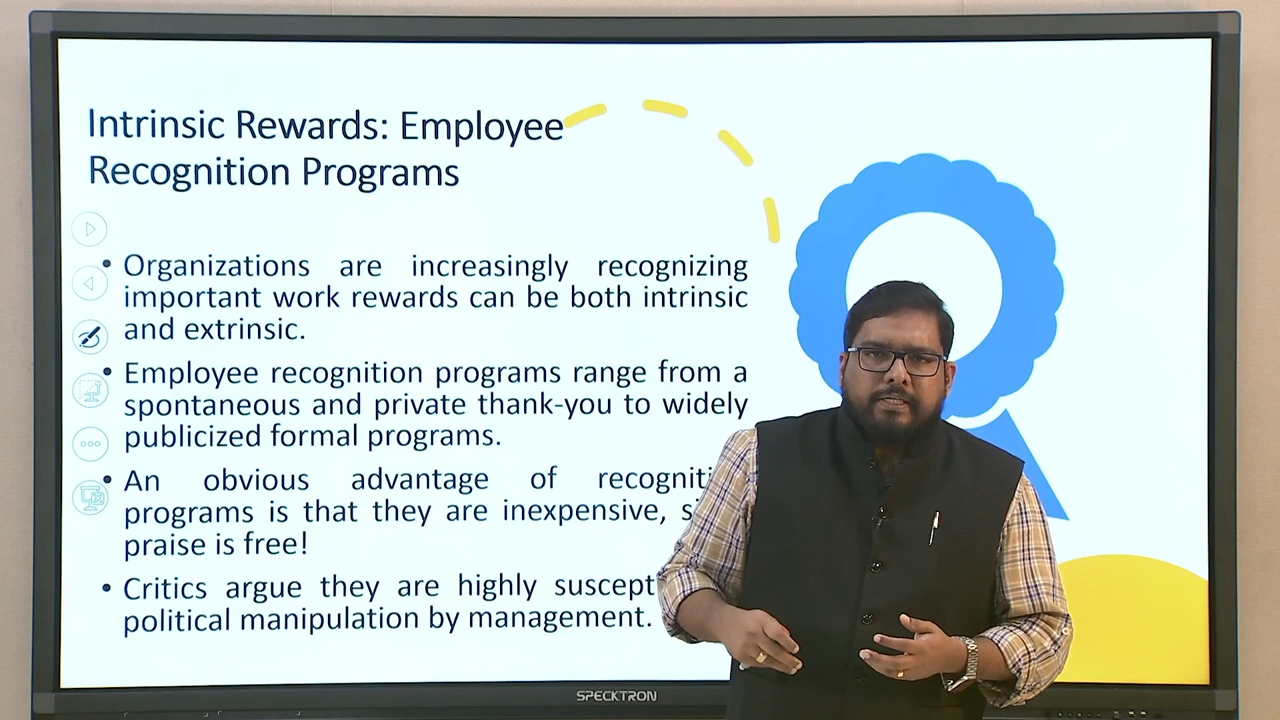 Intrinsic Rewards: Employee
Recognition Programs
• Organizations are increasingly recognizing
important work rewards can be both intrinsic
and extrinsic.
• Employee recognition programs range from a
spontaneous and private thank-you to widely
publicized formal programs.
• An obvious advantage of
programs is that they are inexpensive,
praise is free!
• Critics argue they are highly
political manipulation by management.
SPECKTRON